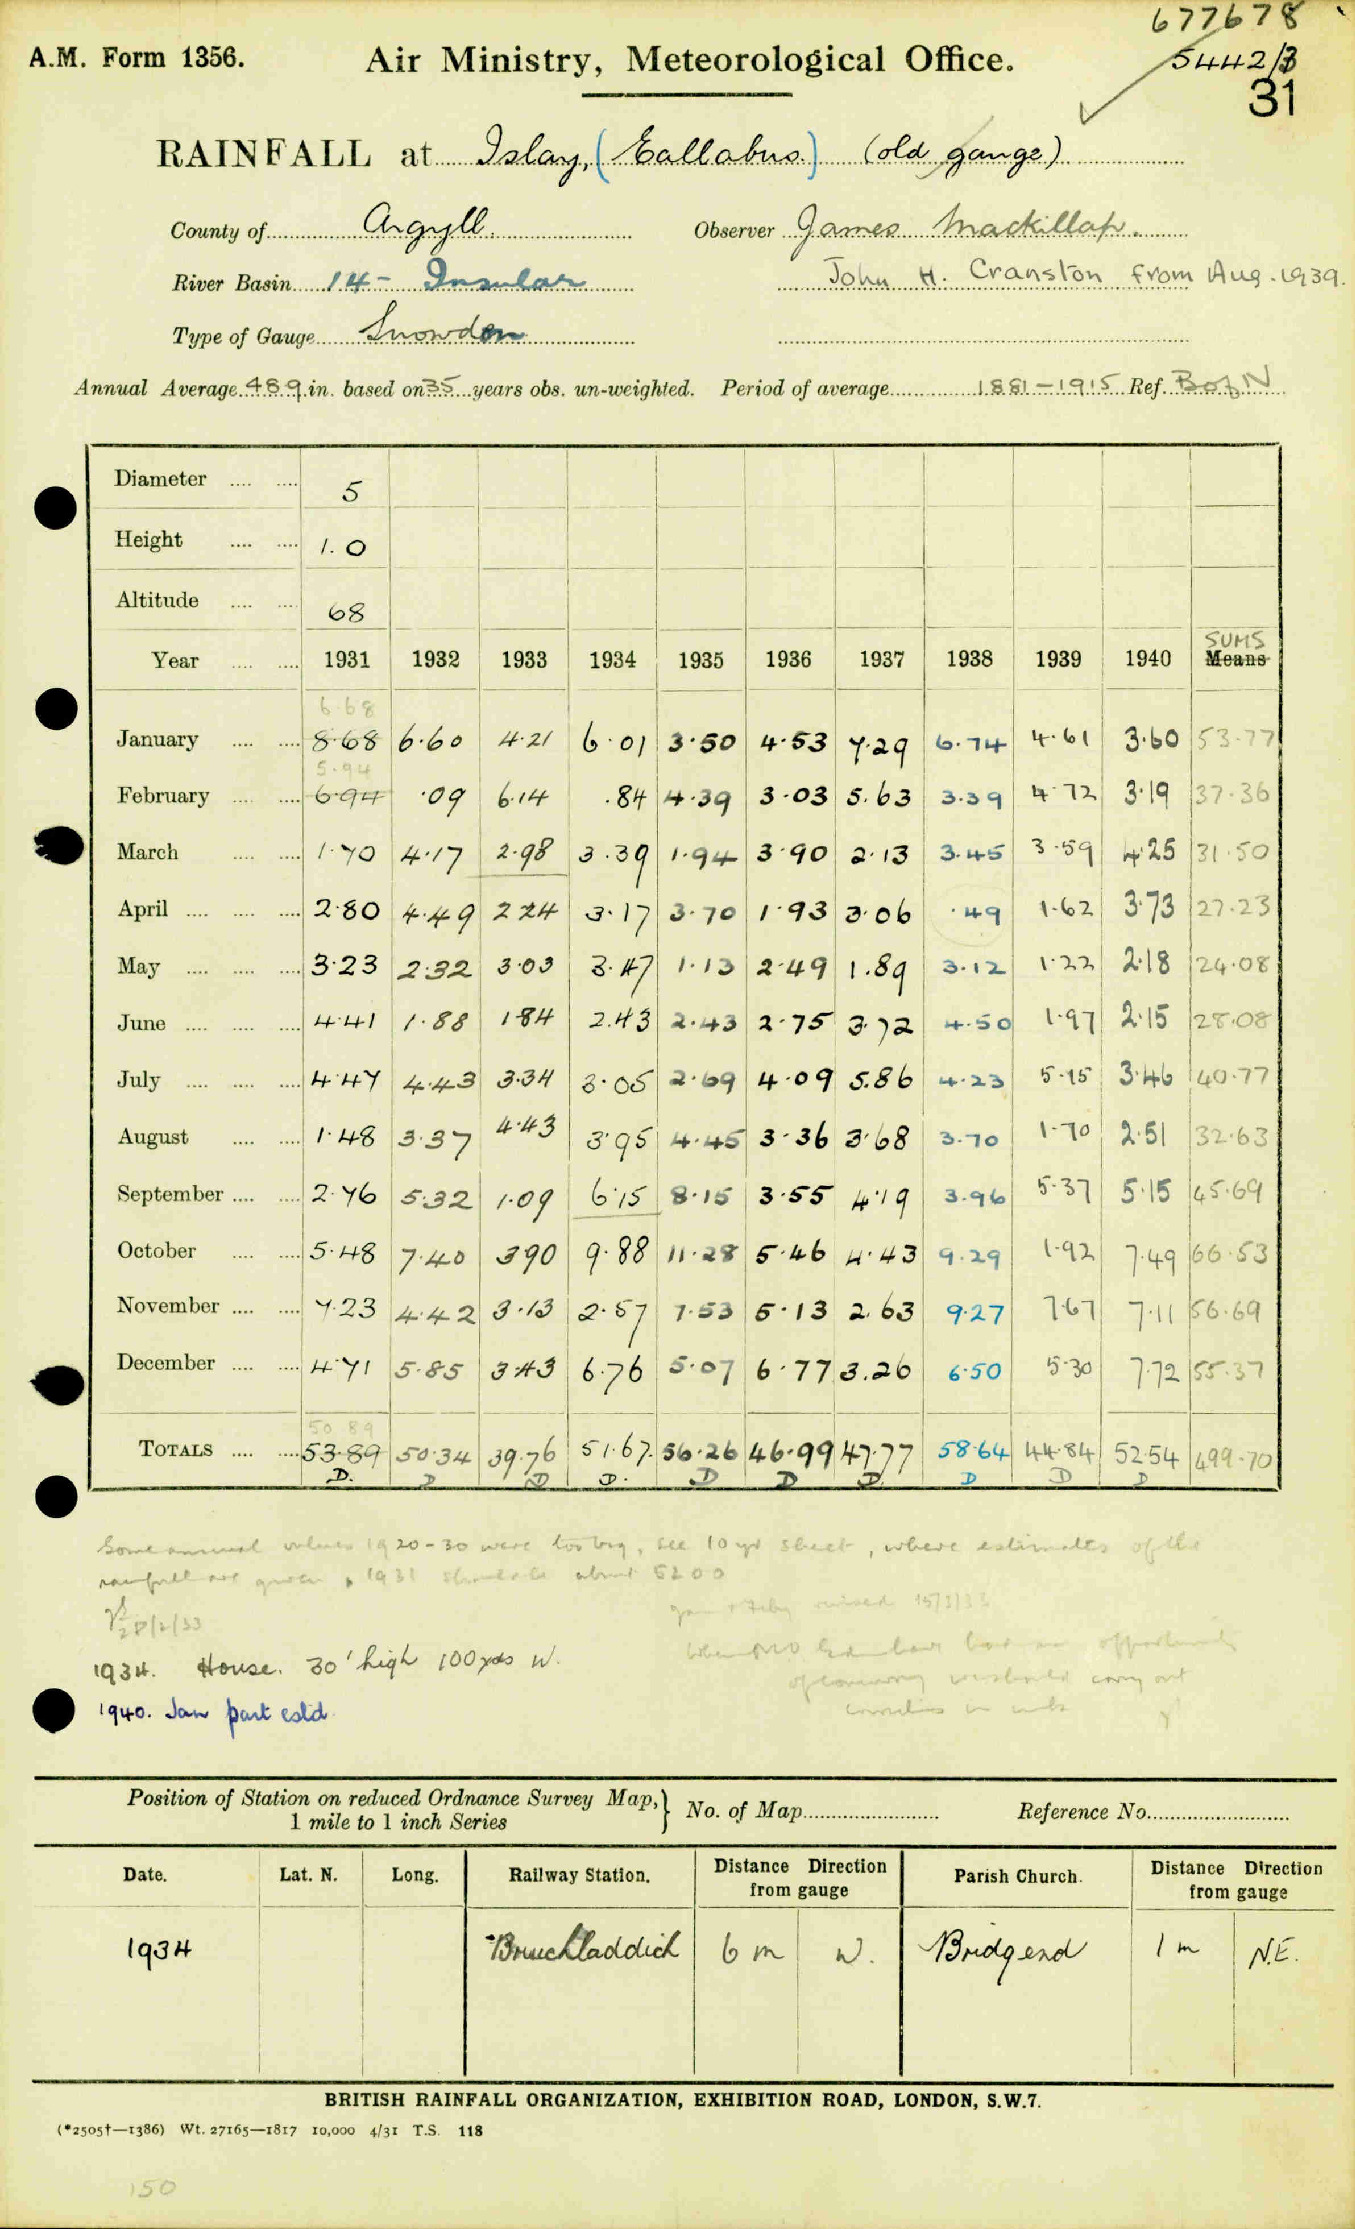 677678
A.M. Form 1356. Air Ministry, Meteorological Office. 5442/3
31
RAINFALL at Islay, (Eallabus.) (old gauge)
County of Argyll. Observer James Mackillop.
River Basin 14 - Insular John H. Cranston from Aug. 1939.
Type of Gauge Snowdon
Annual Average 48.9 in. based on 35 years obs. un-weighted. Period of average 1881-1915 Ref. B of N
Diameter .... .... 5
Height .... .... 1.0
Altitude .... .... 68
SUMS
Year .... .... 1931 1932 1933 1934 1935 1936 1937 1938 1939 1940 Means
6.68
January .... .... 8.68 6.60 4.21 6.01 3.50 4.53 7.29 6.74 4.61 3.60 53.77
5.94
February .... .... 6.94 .09 6.14 .84 4.39 3.03 5.63 3.39 4.72 3.19 37.36
March .... .... 1.70 4.17 2.98 3.39 1.94 3.90 2.13 3.45 3.59 4.25 31.50
April .... .... .... 2.80 4.49 2.24 3.17 3.70 1.93 3.06 .49 1.62 3.73 27.23
May .... .... .... 3.23 2.32 3.03 3.47 1.13 2.49 1.89 3.12 1.22 2.18 24.08
June .... .... .... 4.41 1.88 1.84 2.43 2.43 2.75 3.72 4.50 1.97 2.15 28.08
July .... .... .... 4.47 4.43 3.34 3.05 2.69 4.09 5.86 4.23 5.15 3.46 40.77
August .... .... 1.48 3.37 4.43 3.95 4.45 3.36 3.68 3.70 1.70 2.51 32.63
September .... .... 2.76 5.32 1.09 6.15 8.15 3.55 4.19 3.96 5.37 5.15 45.69
October .... .... 5.48 7.40 3.90 9.88 11.28 5.46 4.43 9.29 1.92 7.49 66.53
November .... .... 7.23 4.42 3.13 2.57 7.53 5.13 2.63 9.27 7.67 7.11 56.69
December .... .... 4.71 5.85 3.43 6.76 5.07 6.77 3.26 6.50 5.30 7.72 55.37
50.89
TOTALS .... .... 53.89 50.34 39.76 51.67 56.26 46.99 47.77 58.64 44.84 52.54 499.70
D. D D D. D D D. D D D
Some annual values 1920-30 were too big, see 10 yr sheet, where estimates of the
rainfall are given, 1931 should be about 5200
28/2/33
Jan & Feby revised 15/3/33
1934. House. 30' high 100 yds W.
1940. Jan part estd.
Position of Station on reduced Ordnance Survey Map,} No. of Map Reference No.
1 mile to 1 inch Series
Date. Lat. N. Long. Railway Station. Distance Direction from gauge Parish Church. Distance Direction from gauge
1934 Bruichladdich 6 m W. Bridgend 1 m N.E.
BRITISH RAINFALL ORGANIZATION, EXHIBITION ROAD, LONDON, S.W.7.
(*2505†—1386) Wt. 27165—1817 10,000 4/31 T.S. 118
150